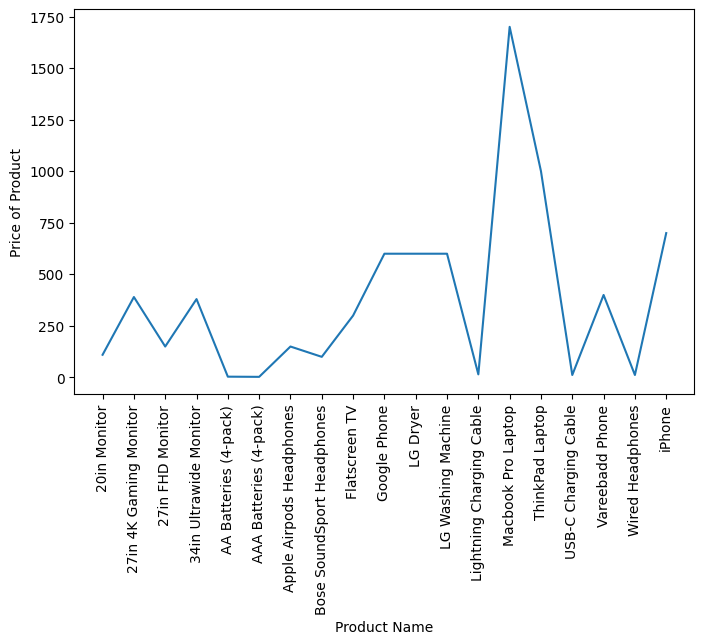 1750
1500
1250
1000
750
500
250
0
Price of Product
20in Monitor
27in 4K Gaming Monitor
27in FHD Monitor
34in Ultrawide Monitor
AA Batteries (4-pack)
AAA Batteries (4-pack)
Apple Airpods Headphones
Bose SoundSport Headphones
Flatscreen TV
Google Phone
LG Dryer
LG Washing Machine
Lightning Charging Cable
Macbook Pro Laptop
ThinkPad Laptop
USB-C Charging Cable
Vareebadd Phone
Wired Headphones
iPhone
Product Name